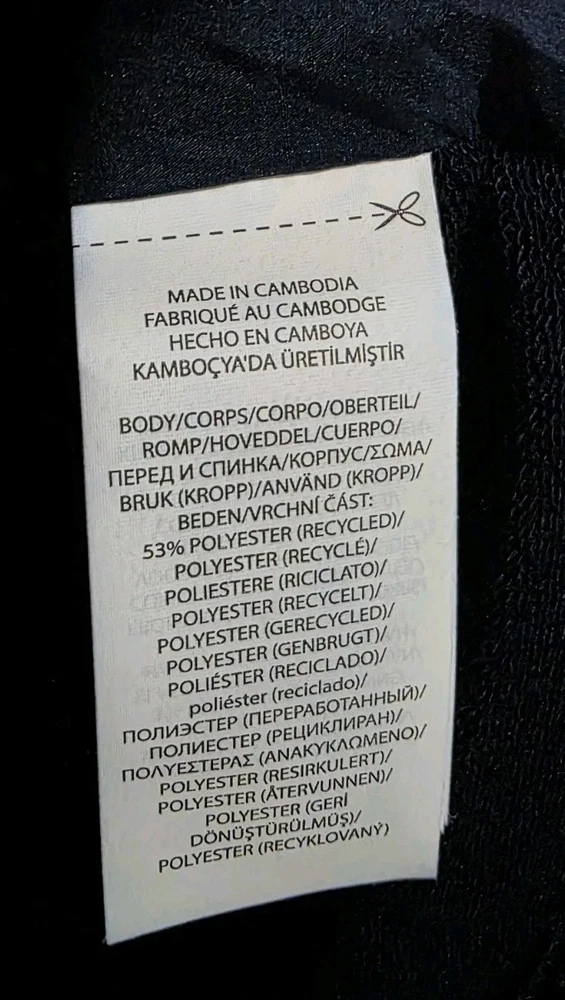 MADE IN CAMBODIA
FABRIQUÉ AU CAMBODGE
HECHO EN CAMBOYA
KAMBOÇYA'DA ÜRETİLMİŞTİR
BODY/CORPS/CORPO/OBERTEIL/
ROMP/HOVEDDEL/CUERPO/
ПЕРЕД И СПИНКА/КОРПУС/ΣΩΜΑ/
BRUK (KROPP)/ANVÄND (KROPP)/
BEDEN/VRCHNÍ ČÁST:
53% POLYESTER (RECYCLED)/
POLYESTER (RECYCLÉ)/
POLIESTERE (RICICLATO)/
POLYESTER (RECYCELT)/
POLYESTER (GERECYCLED)/
POLYESTER (GENBRUGT)/
POLIÉSTER (RECICLADO)/
poliéster (reciclado)/
ПОЛИЭСТЕР (ПЕРЕРАБОТАННЫЙ)/
ПОЛИЕСТЕР (РЕЦИКЛИРАН)/
ΠΟΛΥΕΣΤΕΡΑΣ (ΑΝΑΚΥΚΛΩΜΕΝΟ)/
POLYESTER (RESIRKULERT)/
POLYESTER (ÅTERVUNNEN)/
POLYESTER (GERİ
DÖNÜŞTÜRÜLMÜŞ)/
POLYESTER (RECYKLOVANÝ)